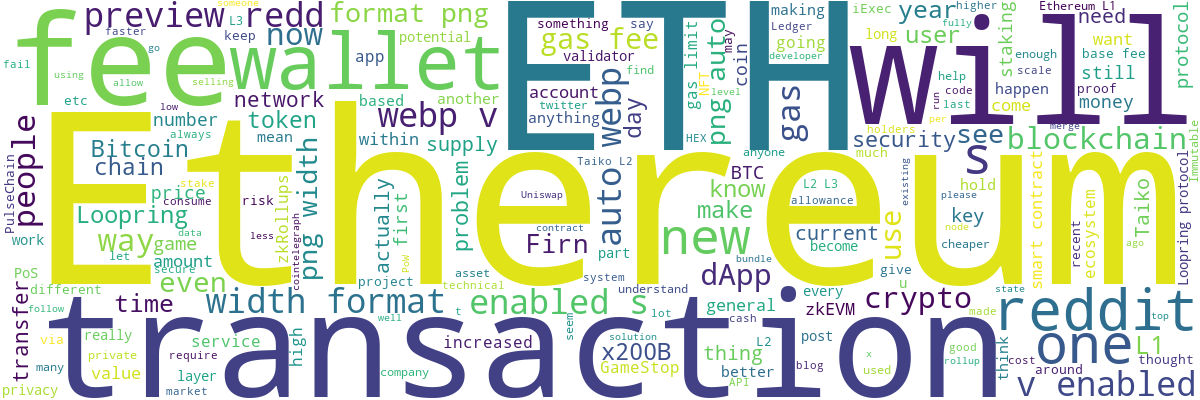 preview redd
format png
L3
someone
faster
now
keep
potential
app
fee
wallet
ETH
will
fail
go
using
allow
selling
etc
network
low
number
always
token
mean
based
another
webp v
within
supply
account
twitter
anything
day
find
something
say
may
making
gas fee
going
validator
coin
png auto
webp
auto
gas limit
NFT
level
HEX
gas
Ledger
developer
iExec
long
year
user
Ethereum L1
higher
fully
need
want
base fee
still
staking
protocol
enough
scale
happen
proof
come
money
help
code
run
last
per
merge
holders
security
see
blockchain
much
anyone
people
PulseChain
Bitcoin
chain
price
stake
consume
Loopring
way
game
amount
data
let
secure
even
risk
less
zkRollups
cointelegraph
png width
actually
PoW
first
problem
Ethereum
Taiko L2
Uniswap
contract
Firn
part
system
BTC
know
make
new
L2 L3
allowance
current
become
use
existing
s
hold
key
please
node
cheaper
smart contract
recent
ecosystem
ago
Taiko
Loopring protocol
Immutable
work
PoS
different
follow
transfer
time
width format
project
well
asset
technical
enabled s
t
lot
understand
bundle
dApp
general
give
u
every
zkEVM
crypto
state
made
reddit
top
transaction
via
really
many
private
value
privacy
require
service
layer
market
high
increased
company
seem
solution
x200B
GameStop
cash
thing
L2
better
API
post
blog
x
used
good
rollup
think
cost
one
around
L1
thought
v enabled